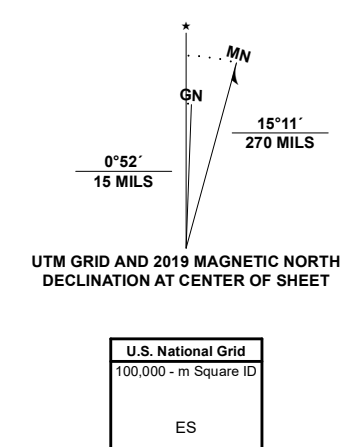 ★
MN
GN
15°11´
270 MILS
0°52´
15 MILS
UTM GRID AND 2019 MAGNETIC NORTH
DECLINATION AT CENTER OF SHEET
U.S. National Grid
100,000 - m Square ID
ES